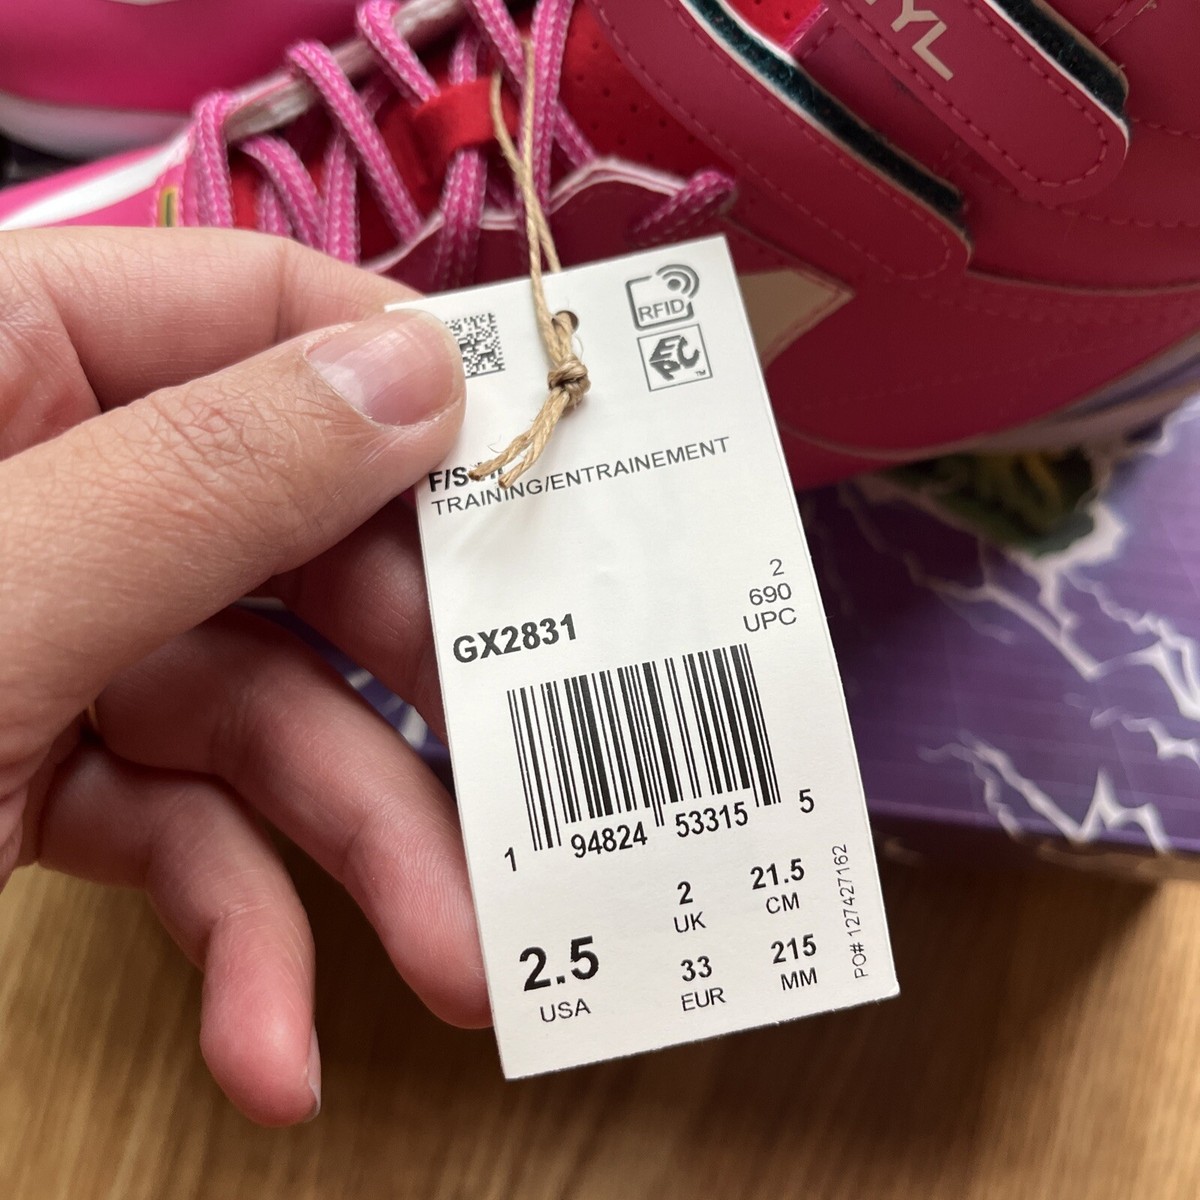 YL
RFID
EPC
TM
TRAINING/ENTRAINEMENT
2
690
UPC
GX2831
1 94824 53315 5
2
UK
21.5
CM
2.5
USA
33
EUR
215
MM
PO# 127427162